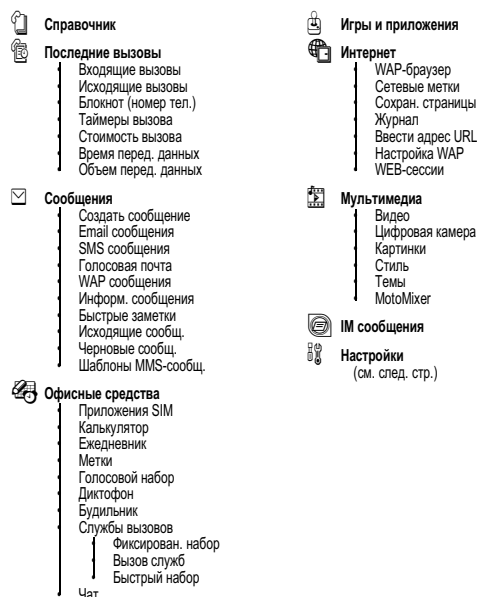 Справочник
Последние вызовы
Входящие вызовы
Исходящие вызовы
Блокнот (номер тел.)
Таймеры вызова
Стоимость вызова
Время перед. данных
Объем перед. данных
Сообщения
Создать сообщение
Email сообщения
SMS сообщения
Голосовая почта
WAP сообщения
Информ. сообщения
Быстрые заметки
Исходящие сообщ.
Черновые сообщ.
Шаблоны MMS-сообщ.
Офисные средства
Приложения SIM
Калькулятор
Ежедневник
Метки
Голосовой набор
Диктофон
Будильник
Службы вызовов
Фиксирован. набор
Вызов служб
Быстрый набор
Чат
Игры и приложения
Интернет
WAP-браузер
Сетевые метки
Сохран. страницы
Журнал
Ввести адрес URL
Настройка WAP
WEB-сессии
Мультимедиа
Видео
Цифровая камера
Картинки
Стиль
Темы
MotoMixer
IM сообщения
Настройки
(см. след. стр.)